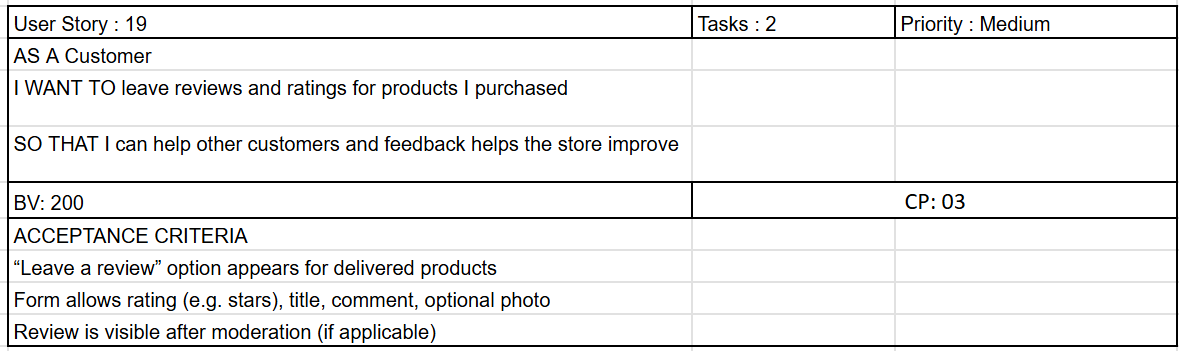 User Story : 19 Tasks : 2 Priority : Medium
AS A Customer
I WANT TO leave reviews and ratings for products I purchased
SO THAT I can help other customers and feedback helps the store improve
BV: 200 CP: 03
ACCEPTANCE CRITERIA
“Leave a review” option appears for delivered products
Form allows rating (e.g. stars), title, comment, optional photo
Review is visible after moderation (if applicable)